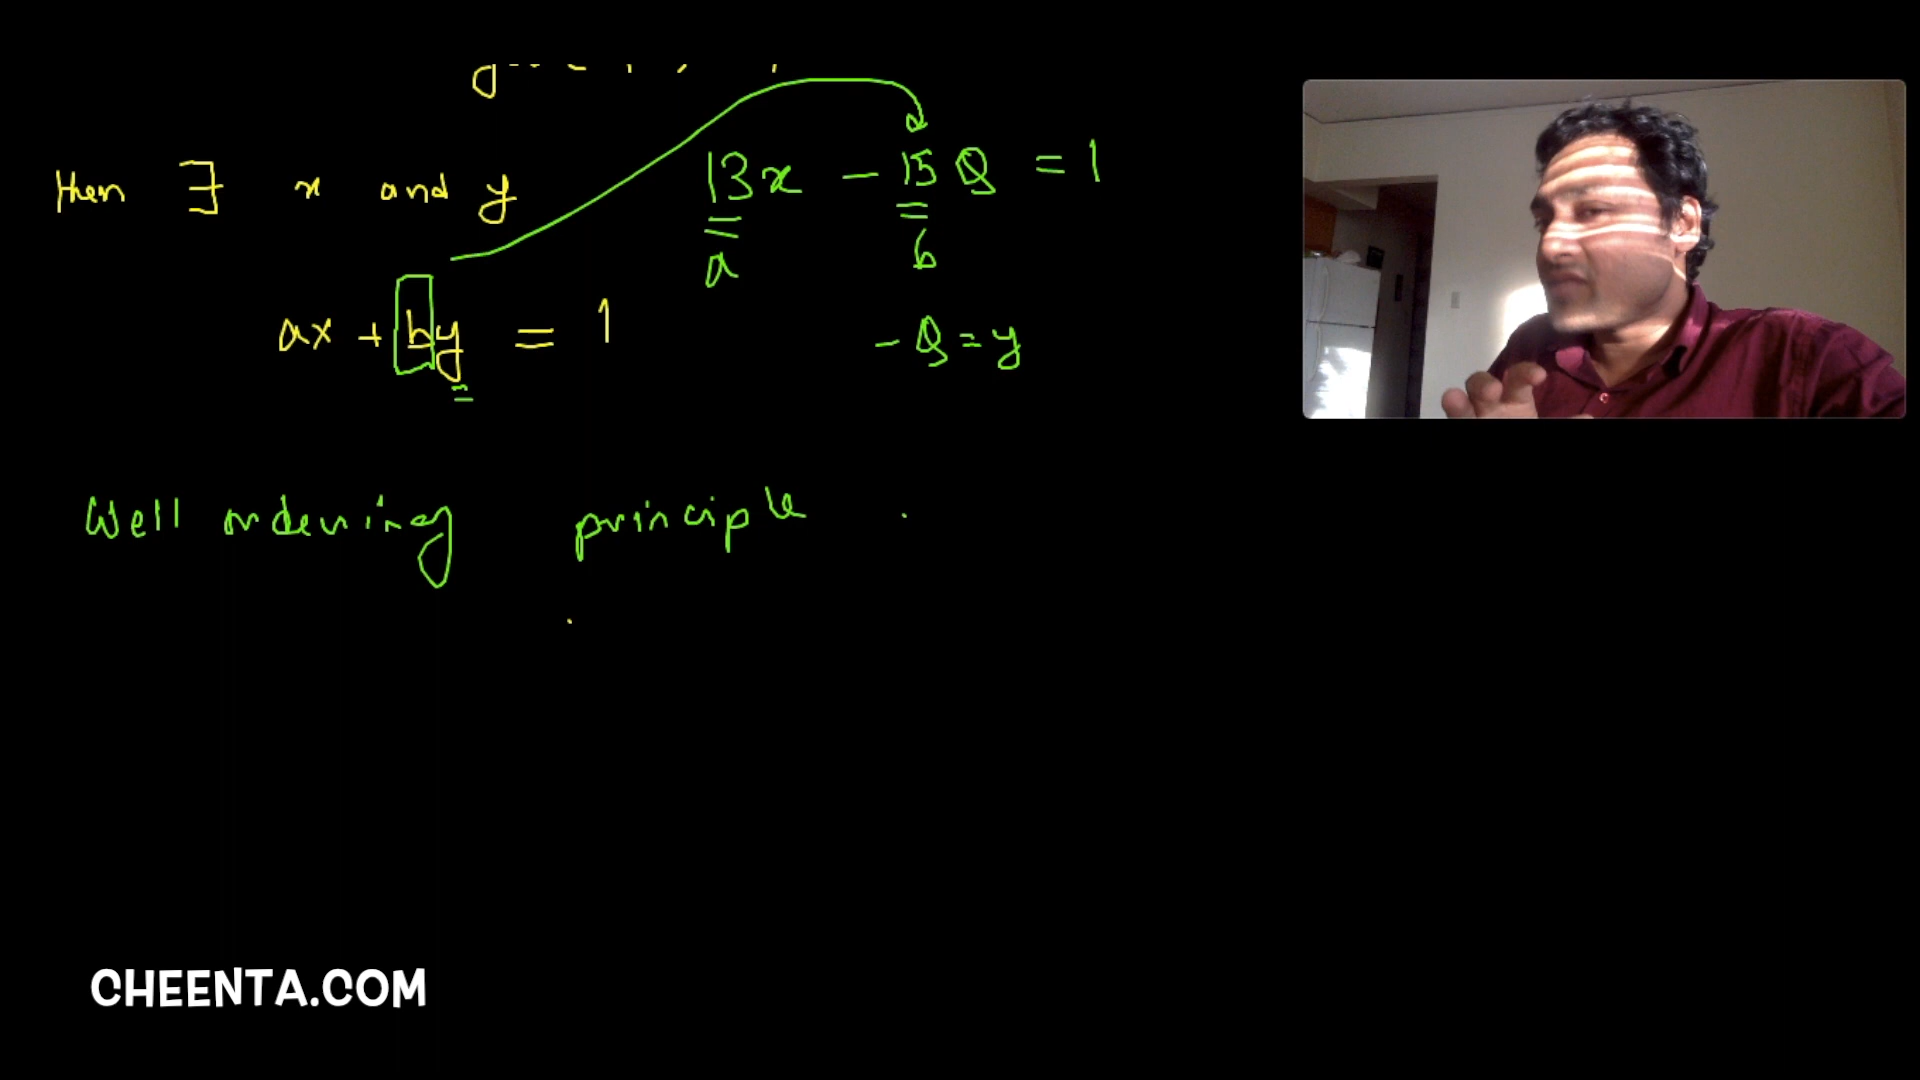 then ∃ x and y
13x - 15Q = 1
a b
ax + by = 1
- Q = y
Well ordering principle .
CHEENTA.COM